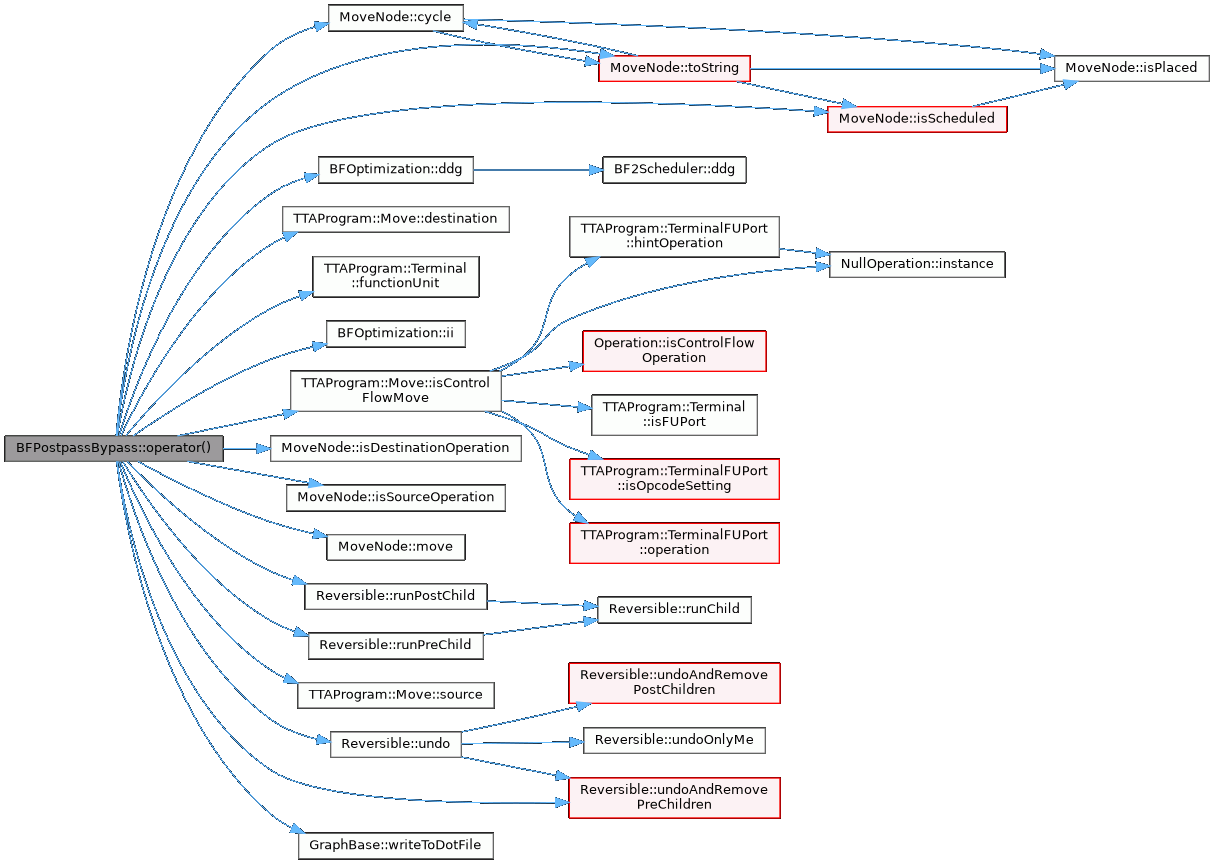 MoveNode::cycle
MoveNode::toString
MoveNode::isPlaced
MoveNode::isScheduled
BFOptimization::ddg
BF2Scheduler::ddg
TTAProgram::Move::destination
TTAProgram::TerminalFUPort
::hintOperation
NullOperation::instance
TTAProgram::Terminal
::functionUnit
BFOptimization::ii
Operation::isControlFlow
Operation
TTAProgram::Move::isControl
FlowMove
TTAProgram::Terminal
::isFUPort
BFPostpassBypass::operator()
MoveNode::isDestinationOperation
TTAProgram::TerminalFUPort
::isOpcodeSetting
MoveNode::isSourceOperation
TTAProgram::TerminalFUPort
::operation
MoveNode::move
Reversible::runPostChild
Reversible::runChild
Reversible::runPreChild
TTAProgram::Move::source
Reversible::undoAndRemove
PostChildren
Reversible::undo
Reversible::undoOnlyMe
Reversible::undoAndRemove
PreChildren
GraphBase::writeToDotFile